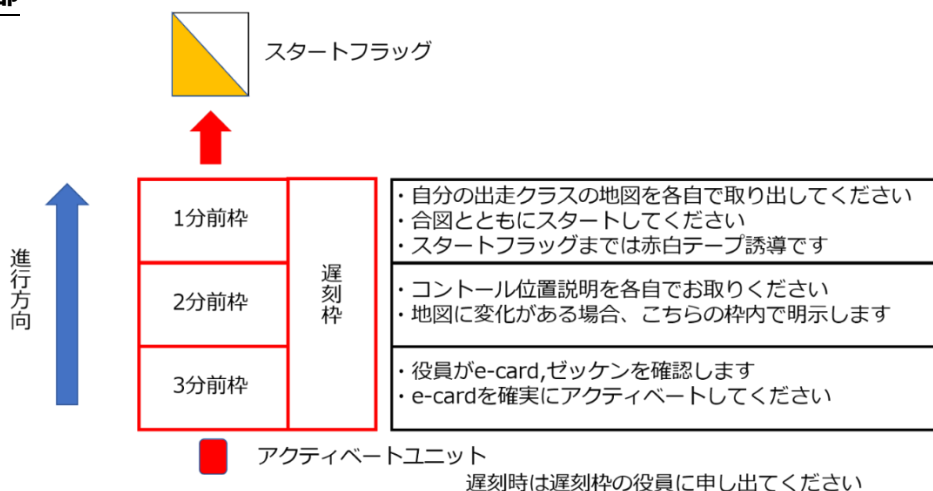 スタートフラッグ
進行方向
1分前枠
遅刻枠
・自分の出走クラスの地図を各自で取り出してください
・合図とともにスタートしてください
・スタートフラッグまでは赤白テープ誘導です
2分前枠
・コントロール位置説明を各自でお取りください
・地図に変化がある場合、こちらの枠内で明示します
3分前枠
・役員がe-card,ゼッケンを確認します
・e-cardを確実にアクティベートしてください
アクティベートユニット
遅刻時は遅刻枠の役員に申し出てください